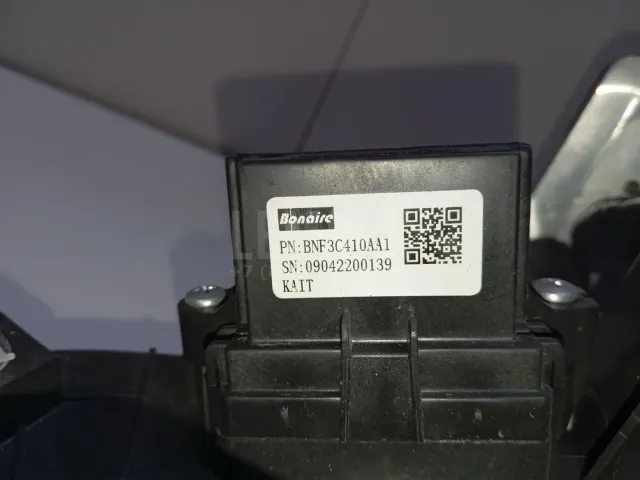 Bonaire
PN:BNF3C410AA1
SN:09042200139
KAIT